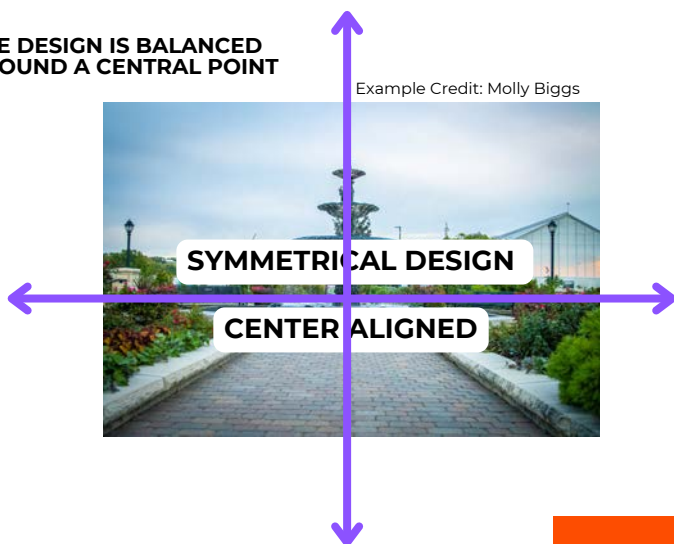 E DESIGN IS BALANCED
OUND A CENTRAL POINT
Example Credit: Molly Biggs
SYMMETRICAL DESIGN
CENTER ALIGNED